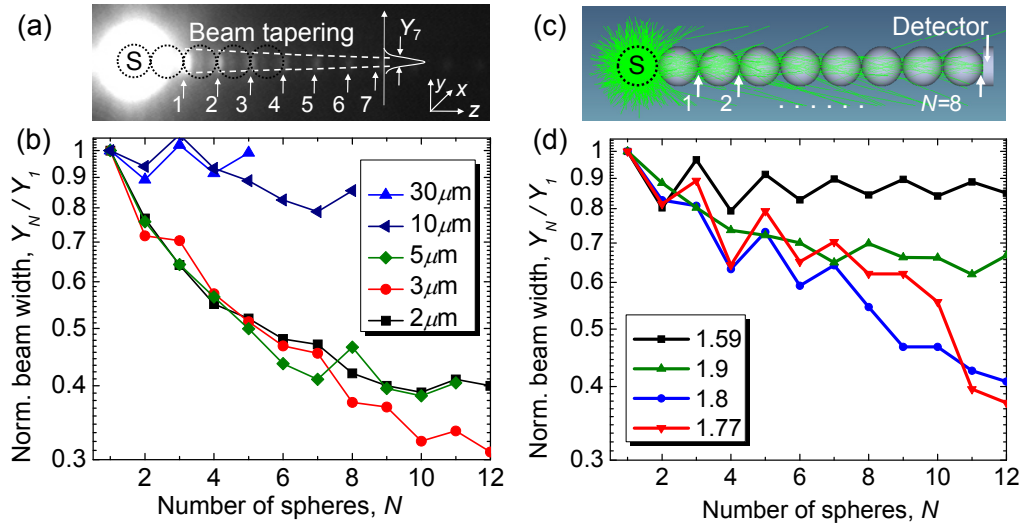 (a)
Beam tapering
Y7
S
1 2 3 4 5 6 7
y x z
(b)
1
0.9
0.8
0.7
0.6
0.5
0.4
0.3
Norm. beam width, YN / Y1
30μm
10μm
5μm
3μm
2μm
2 4 6 8 10 12
Number of spheres, N
(c)
Detector
S
1 2 . . . . . . N=8
(d)
1
0.9
0.8
0.7
0.6
0.5
0.4
0.3
Norm. beam width, YN / Y1
1.59
1.9
1.8
1.77
2 4 6 8 10 12
Number of spheres, N